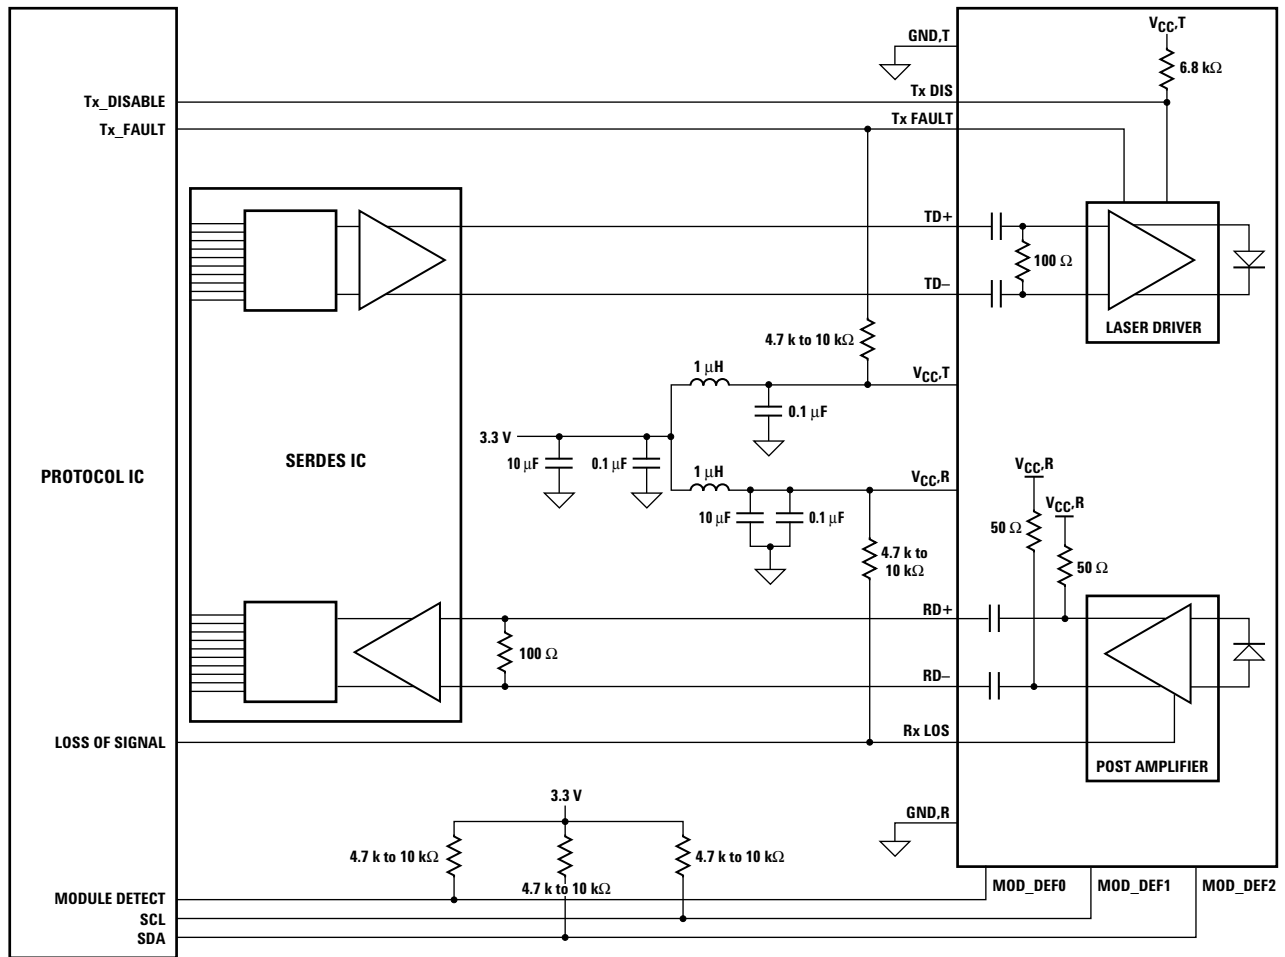 GND,T
VCC,T
6.8 kΩ
Tx_DISABLE
Tx DIS
Tx_FAULT
Tx FAULT
TD+
100 Ω
TD–
LASER DRIVER
4.7 k to 10 kΩ
1 µH
VCC,T
0.1 µF
3.3 V
SERDES IC
PROTOCOL IC
10 µF
0.1 µF
1 µH
VCC,R
VCC,R
VCC,R
10 µF
0.1 µF
50 Ω
4.7 k to
10 kΩ
50 Ω
RD+
100 Ω
RD–
LOSS OF SIGNAL
Rx LOS
POST AMPLIFIER
3.3 V
GND,R
4.7 k to 10 kΩ
4.7 k to 10 kΩ
4.7 k to 10 kΩ
MODULE DETECT
MOD_DEF0
MOD_DEF1
MOD_DEF2
SCL
SDA